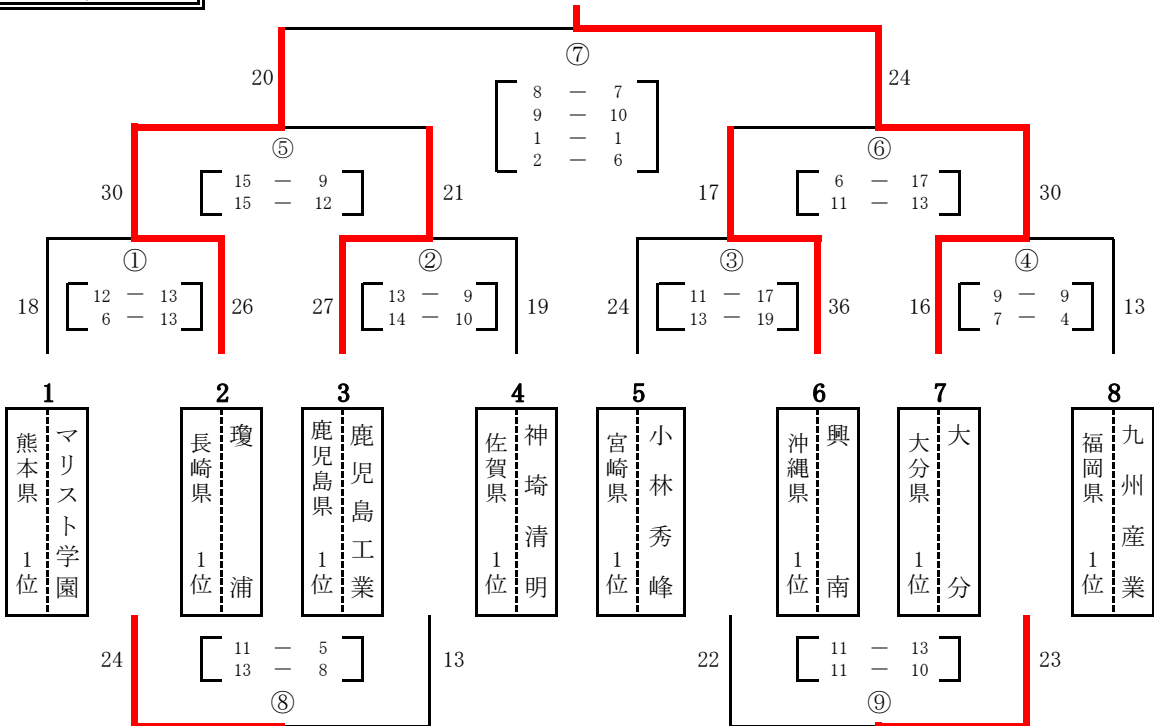 ⑦
20
24
8 － 7
9 － 10
1 － 1
2 － 6
⑤
⑥
30
15 － 9
15 － 12
21
17
6 － 17
11 － 13
30
①
②
③
④
18
12 － 13
6 － 13
26
27
13 － 9
14 － 10
19
24
11 － 17
13 － 19
36
16
9 － 9
7 － 4
13
1
2
3
4
5
6
7
8
マリスト学園
熊本県 1位
瓊浦
長崎県 1位
鹿児島工業
鹿児島県 1位
神埼清明
佐賀県 1位
小林秀峰
宮崎県 1位
興南
沖縄県 1位
大分
大分県 1位
九州産業
福岡県 1位
24
11 － 5
13 － 8
13
22
11 － 13
11 － 10
23
⑧
⑨